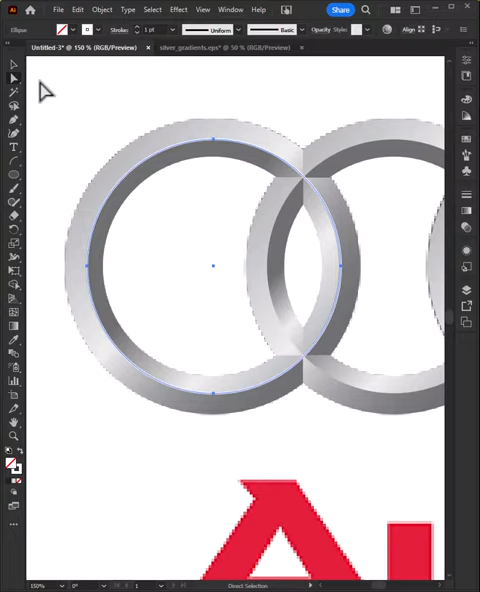 Ai
File Edit Object Type Select Effect View Window Help
Share
Ellipse Stroke: 1 pt Uniform Basic Opacity Style: Align
Untitled-3* @ 150 % (RGB/Preview) × silver_gradients.eps* @ 50 % (RGB/Preview) ×
150% 0° 1 Direct Selection